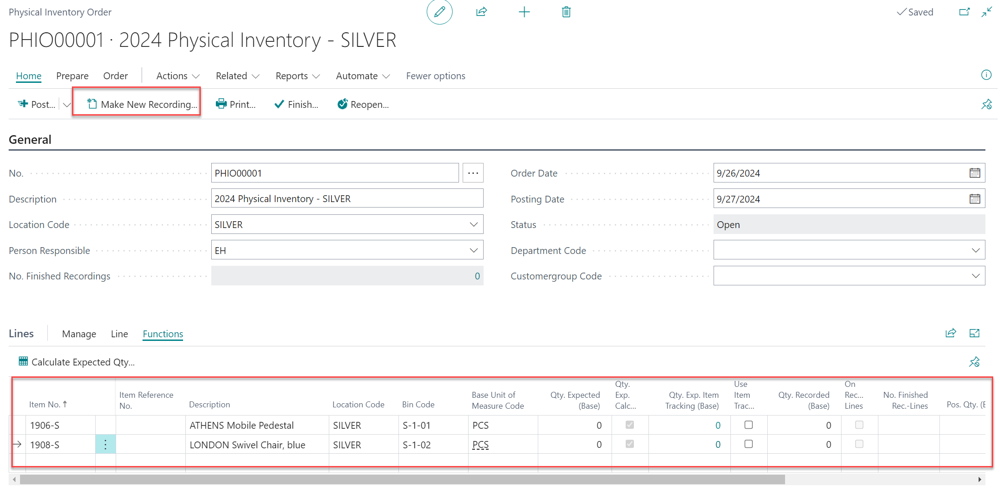 Physical Inventory Order
Saved
PHIO00001 · 2024 Physical Inventory - SILVER
Home Prepare Order Actions Related Reports Automate Fewer options
Post... Make New Recording... Print... Finish... Reopen...
General
No. PHIO00001 ... Order Date 9/26/2024
Description 2024 Physical Inventory - SILVER Posting Date 9/27/2024
Location Code SILVER Status Open
Person Responsible EH Department Code
No. Finished Recordings 0 Customergroup Code
Lines Manage Line Functions
Calculate Expected Qty...
Item No. ↑ Item Reference No. Description Location Code Bin Code Base Unit of Measure Code Qty. Expected (Base) Qty. Exp. Calc... Qty. Exp. Item Tracking (Base) Use Item Trac... Qty. Recorded (Base) On Rec... Lines No. Finished Rec.-Lines Pos. Qty. (E
1906-S ATHENS Mobile Pedestal SILVER S-1-01 PCS 0 0 0
1908-S LONDON Swivel Chair, blue SILVER S-1-02 PCS 0 0 0